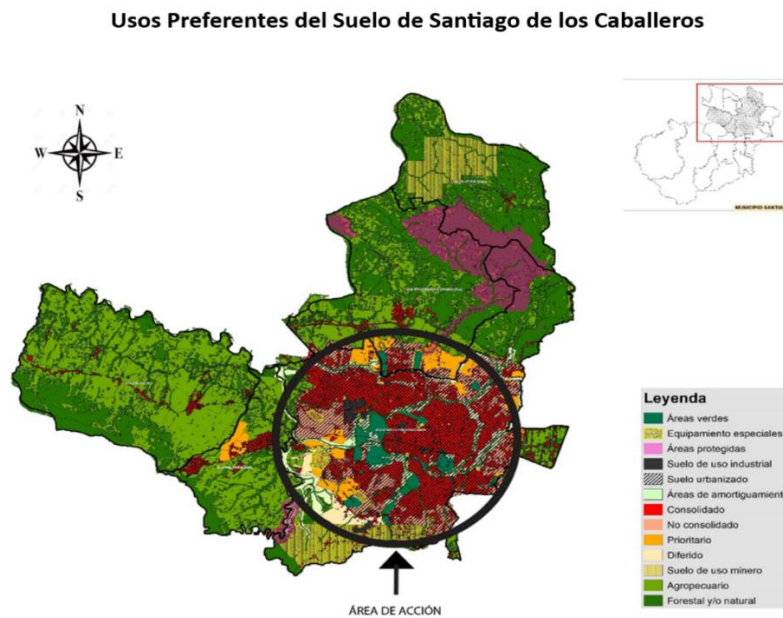 Usos Preferentes del Suelo de Santiago de los Caballeros
N
W E
S
MUNICIPIO SANTIA
Leyenda
Áreas verdes
Equipamiento especiales
Áreas protegidas
Suelo de uso industrial
Suelo urbanizado
Áreas de amortiguamient
Consolidado
No consolidado
Prioritario
Diferido
Suelo de uso minero
Agropecuario
Forestal y/o natural
ÁREA DE ACCIÓN